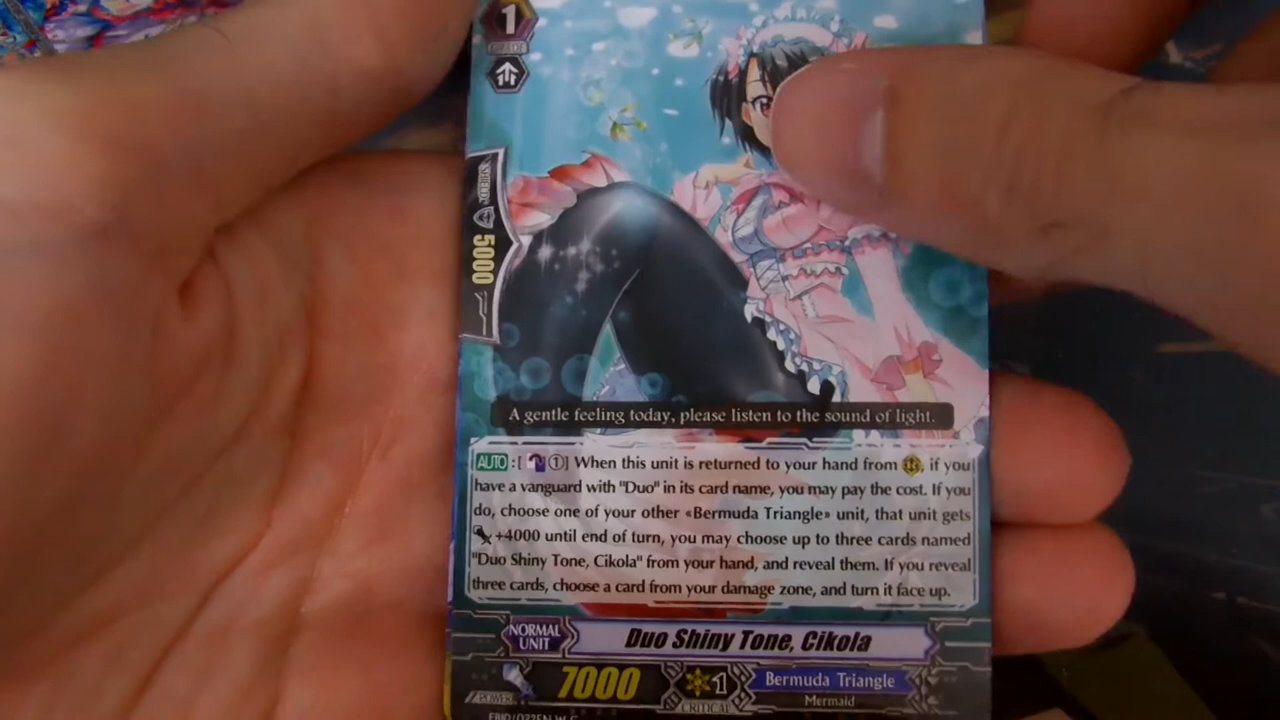 1
GRADE
SHIELD
5000
A gentle feeling today, please listen to the sound of light.
AUTO:[ ①] When this unit is returned to your hand from , if you
have a vanguard with "Duo" in its card name, you may pay the cost. If you
do, choose one of your other «Bermuda Triangle» unit, that unit gets
+4000 until end of turn, you may choose up to three cards named
"Duo Shiny Tone, Cikola" from your hand, and reveal them. If you reveal
three cards, choose a card from your damage zone, and turn it face up.
NORMAL
UNIT
Duo Shiny Tone, Cikola
POWER
7000
1
CRITICAL
Bermuda Triangle
Mermaid